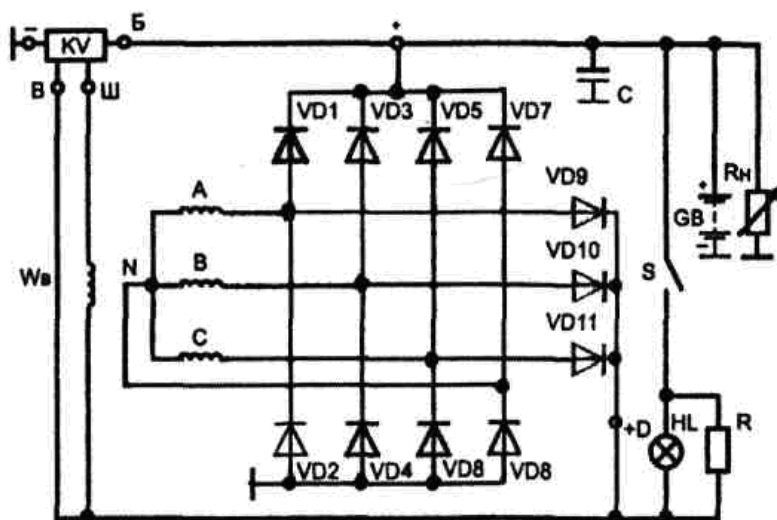 − KV Б +
В Ш
VD1 VD3 VD5 VD7 C
A VD9 Rн
+
GB
−
Wв N B VD10 S
C VD11
+D HL R
VD2 VD4 VD8 VD8